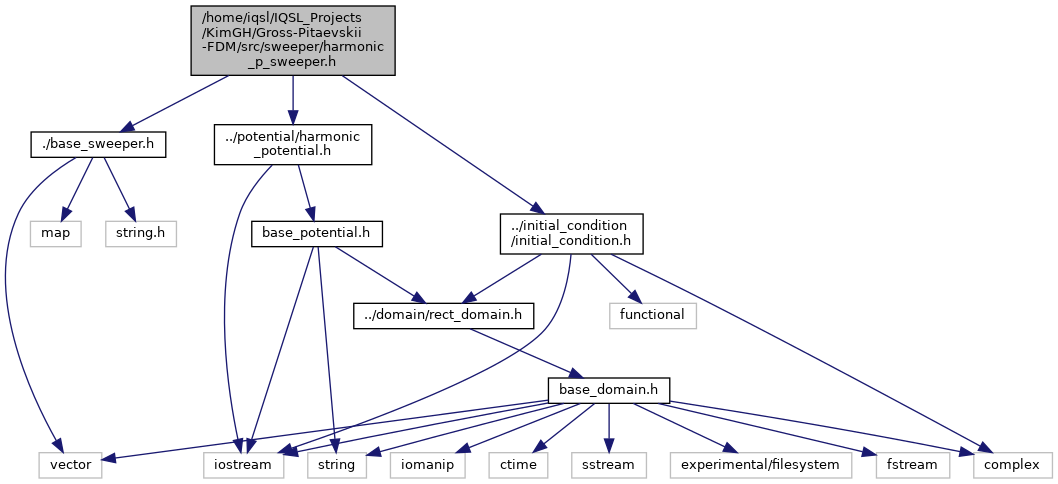 /home/iqsl/IQSL_Projects
/KimGH/Gross-Pitaevskii
-FDM/src/sweeper/harmonic
_p_sweeper.h
./base_sweeper.h
../potential/harmonic
_potential.h
map
string.h
base_potential.h
../initial_condition
/initial_condition.h
../domain/rect_domain.h
functional
base_domain.h
vector
iostream
string
iomanip
ctime
sstream
experimental/filesystem
fstream
complex